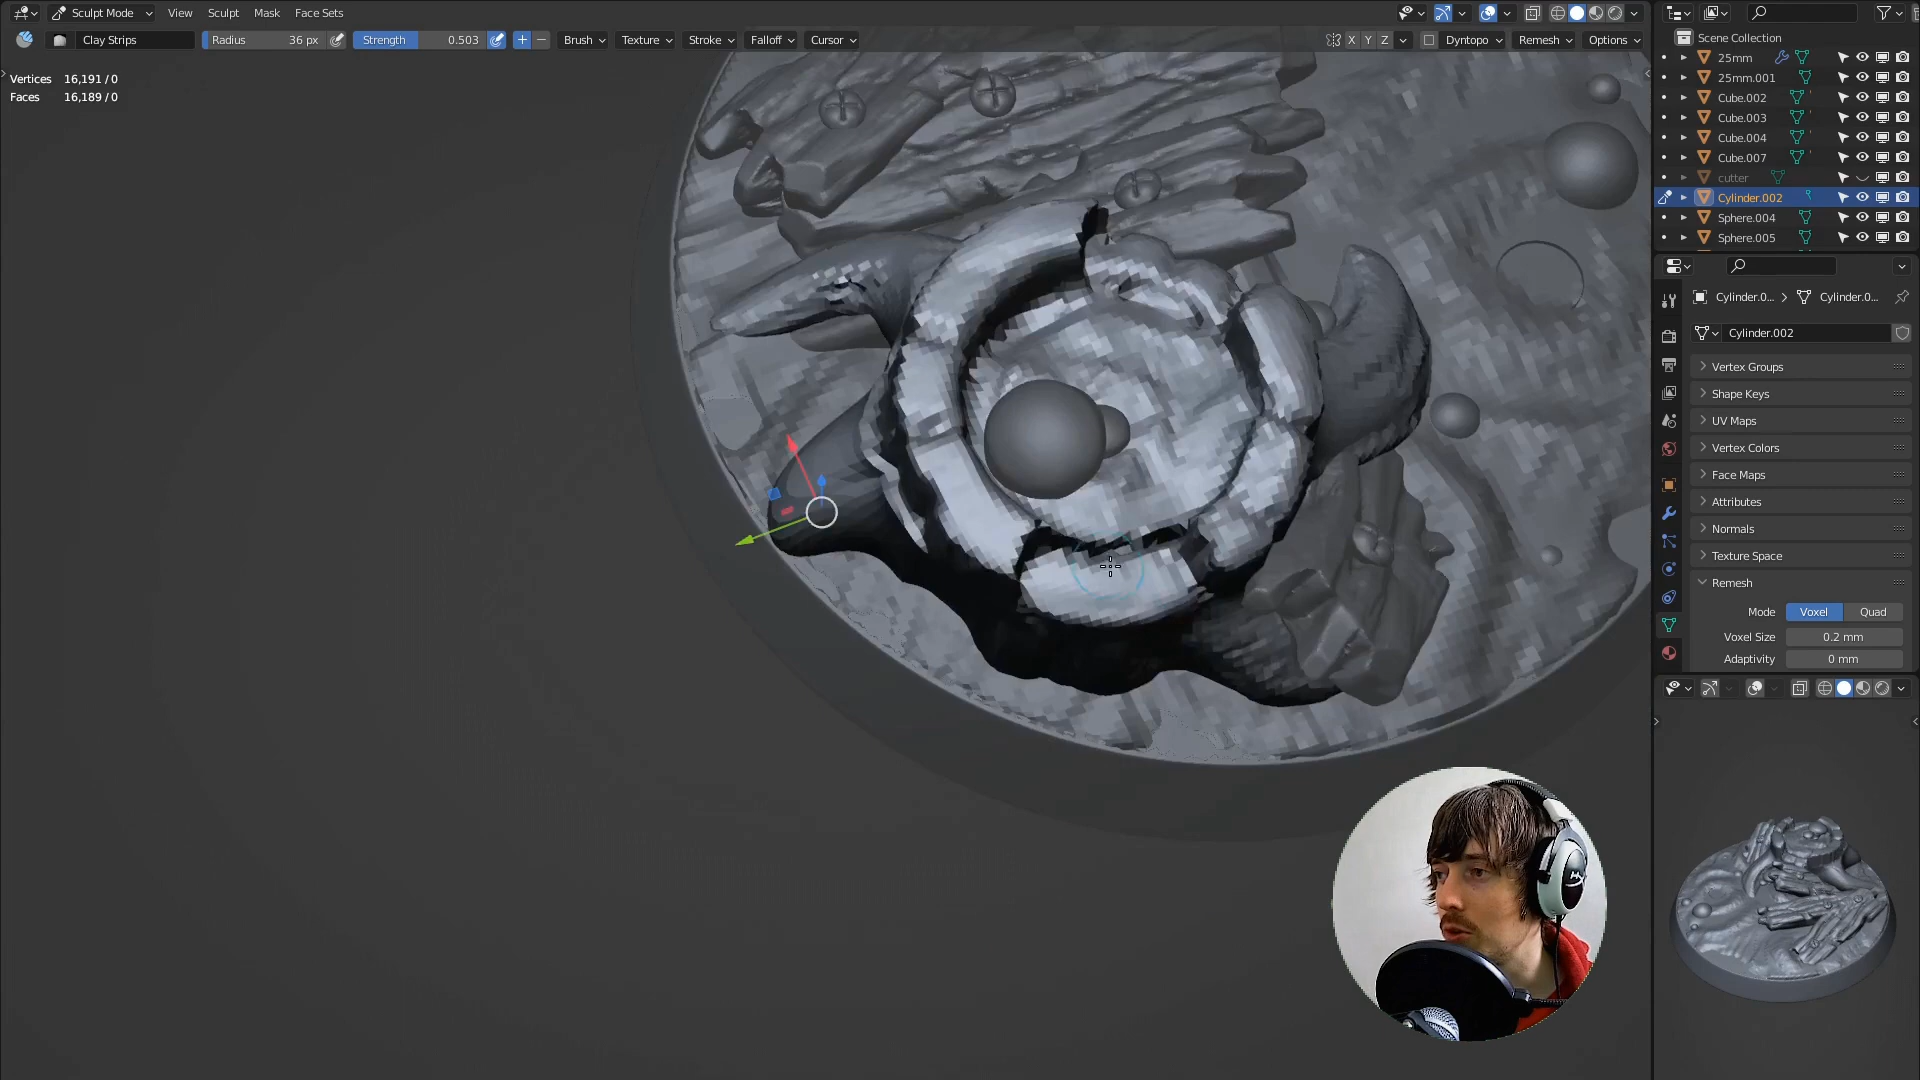 Sculpt Mode View Sculpt Mask Face Sets
Clay Strips Radius 36 px Strength 0.503 Brush Texture Stroke Falloff Cursor X Y Z Dyntopo Remesh Options
Vertices 16,191 / 0
Faces 16,189 / 0
Scene Collection
25mm
25mm.001
Cube.002
Cube.003
Cube.004
Cube.007
cutter
Cylinder.002
Sphere.004
Sphere.005
Cylinder.0... Cylinder.0...
Cylinder.002
Vertex Groups
Shape Keys
UV Maps
Vertex Colors
Face Maps
Attributes
Normals
Texture Space
Remesh
Mode Voxel Quad
Voxel Size 0.2 mm
Adaptivity 0 mm